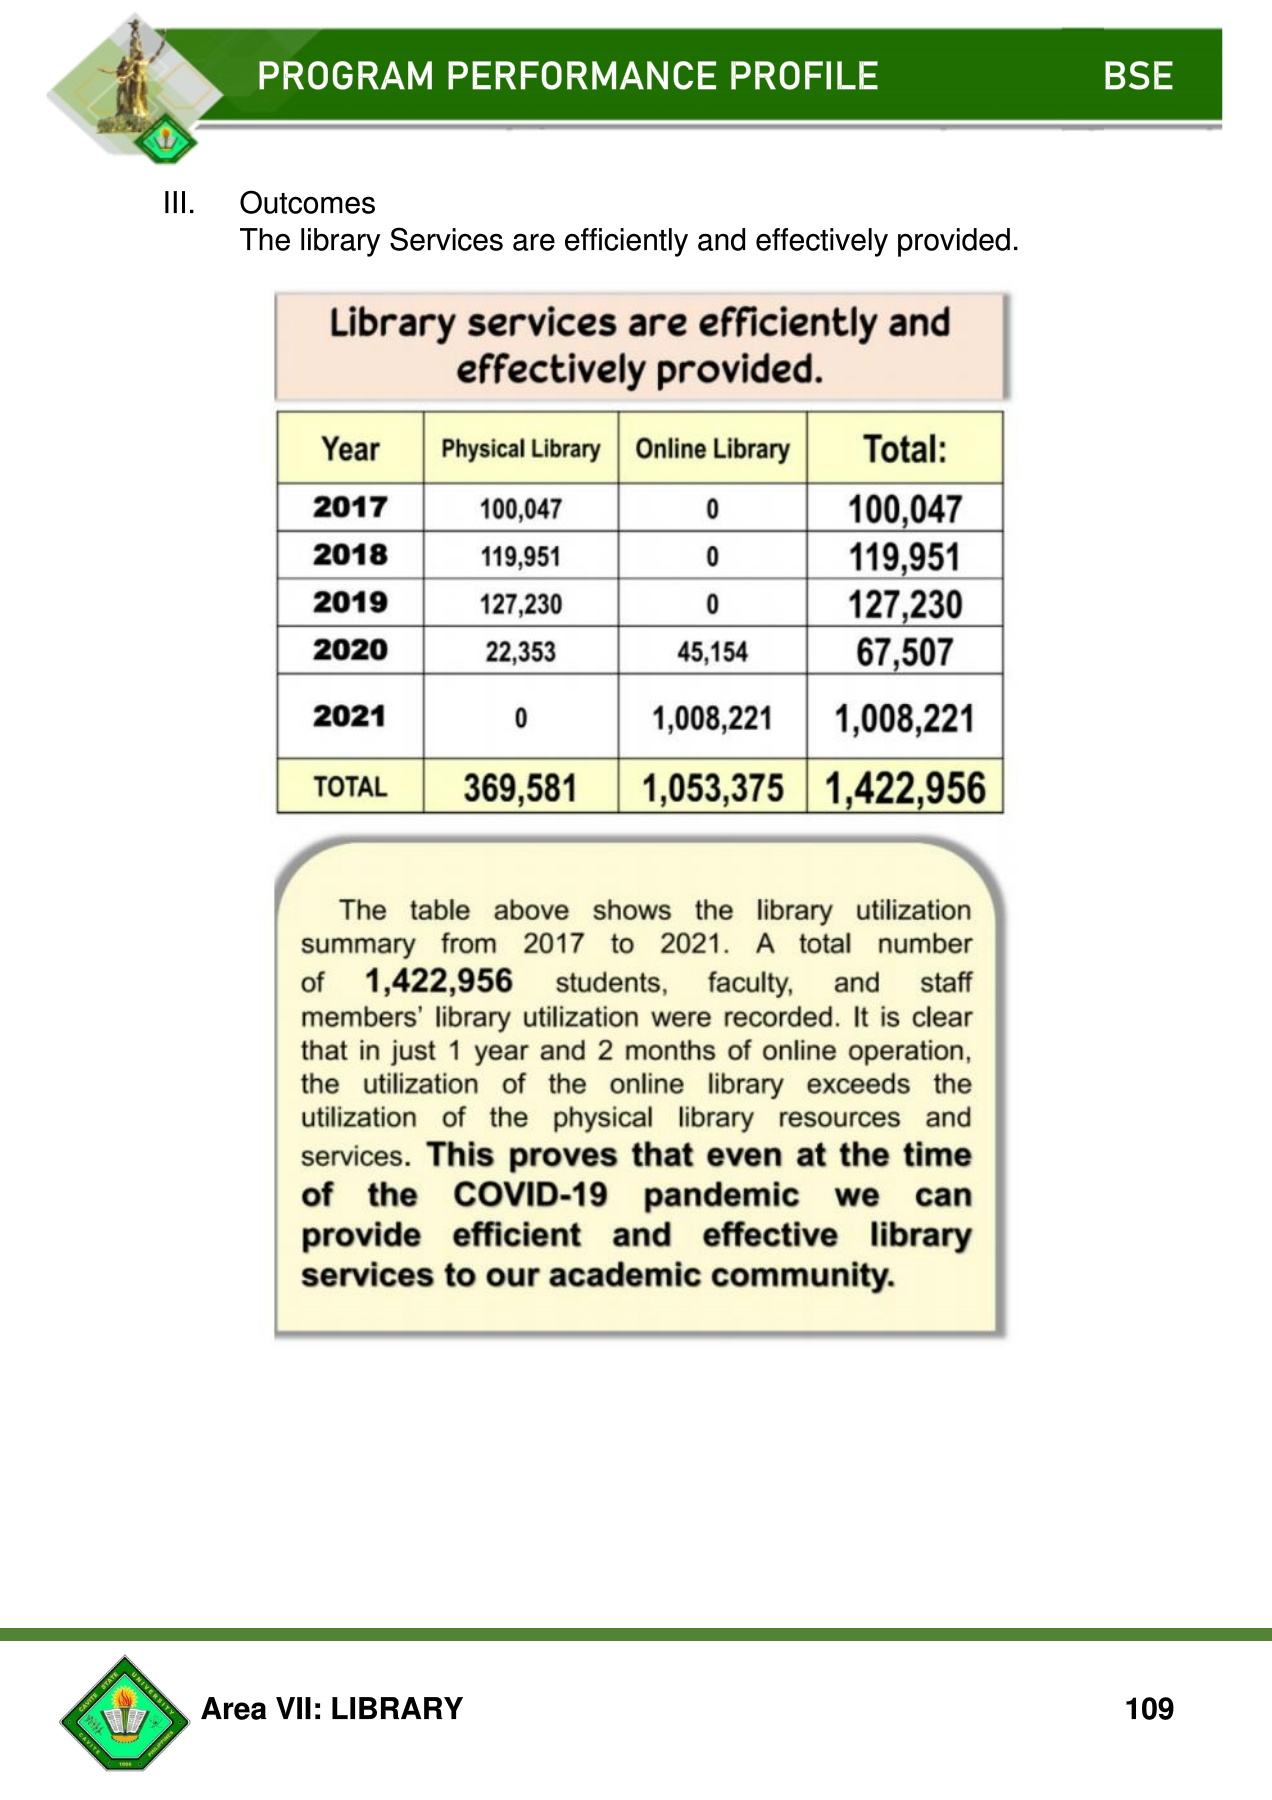 PROGRAM PERFORMANCE PROFILE BSE
III. Outcomes
The library Services are efficiently and effectively provided.
Library services are efficiently and
effectively provided.
Year Physical Library Online Library Total:
2017 100,047 0 100,047
2018 119,951 0 119,951
2019 127,230 0 127,230
2020 22,353 45,154 67,507
2021 0 1,008,221 1,008,221
TOTAL 369,581 1,053,375 1,422,956
The table above shows the library utilization
summary from 2017 to 2021. A total number
of 1,422,956 students, faculty, and staff
members' library utilization were recorded. It is clear
that in just 1 year and 2 months of online operation,
the utilization of the online library exceeds the
utilization of the physical library resources and
services. This proves that even at the time
of the COVID-19 pandemic we can
provide efficient and effective library
services to our academic community.
CAVITE STATE UNIVERSITY
CAVITE PHILIPPINES
1906
Area VII: LIBRARY 109